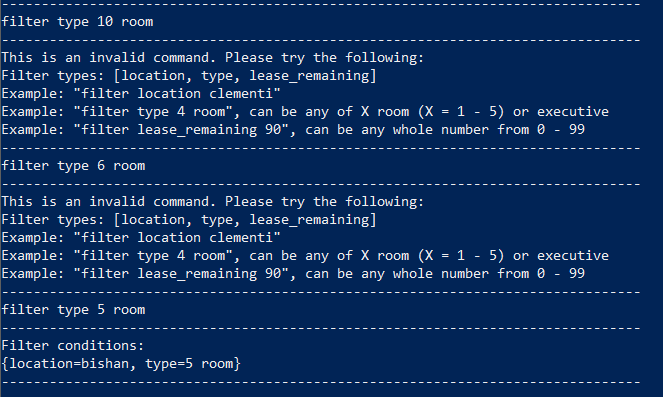 --------------------------------------------------------------------------------
filter type 10 room
--------------------------------------------------------------------------------
This is an invalid command. Please try the following:
Filter types: [location, type, lease_remaining]
Example: "filter location clementi"
Example: "filter type 4 room", can be any of X room (X = 1 - 5) or executive
Example: "filter lease_remaining 90", can be any whole number from 0 - 99
--------------------------------------------------------------------------------
filter type 6 room
--------------------------------------------------------------------------------
This is an invalid command. Please try the following:
Filter types: [location, type, lease_remaining]
Example: "filter location clementi"
Example: "filter type 4 room", can be any of X room (X = 1 - 5) or executive
Example: "filter lease_remaining 90", can be any whole number from 0 - 99
--------------------------------------------------------------------------------
filter type 5 room
--------------------------------------------------------------------------------
Filter conditions:
{location=bishan, type=5 room}
--------------------------------------------------------------------------------